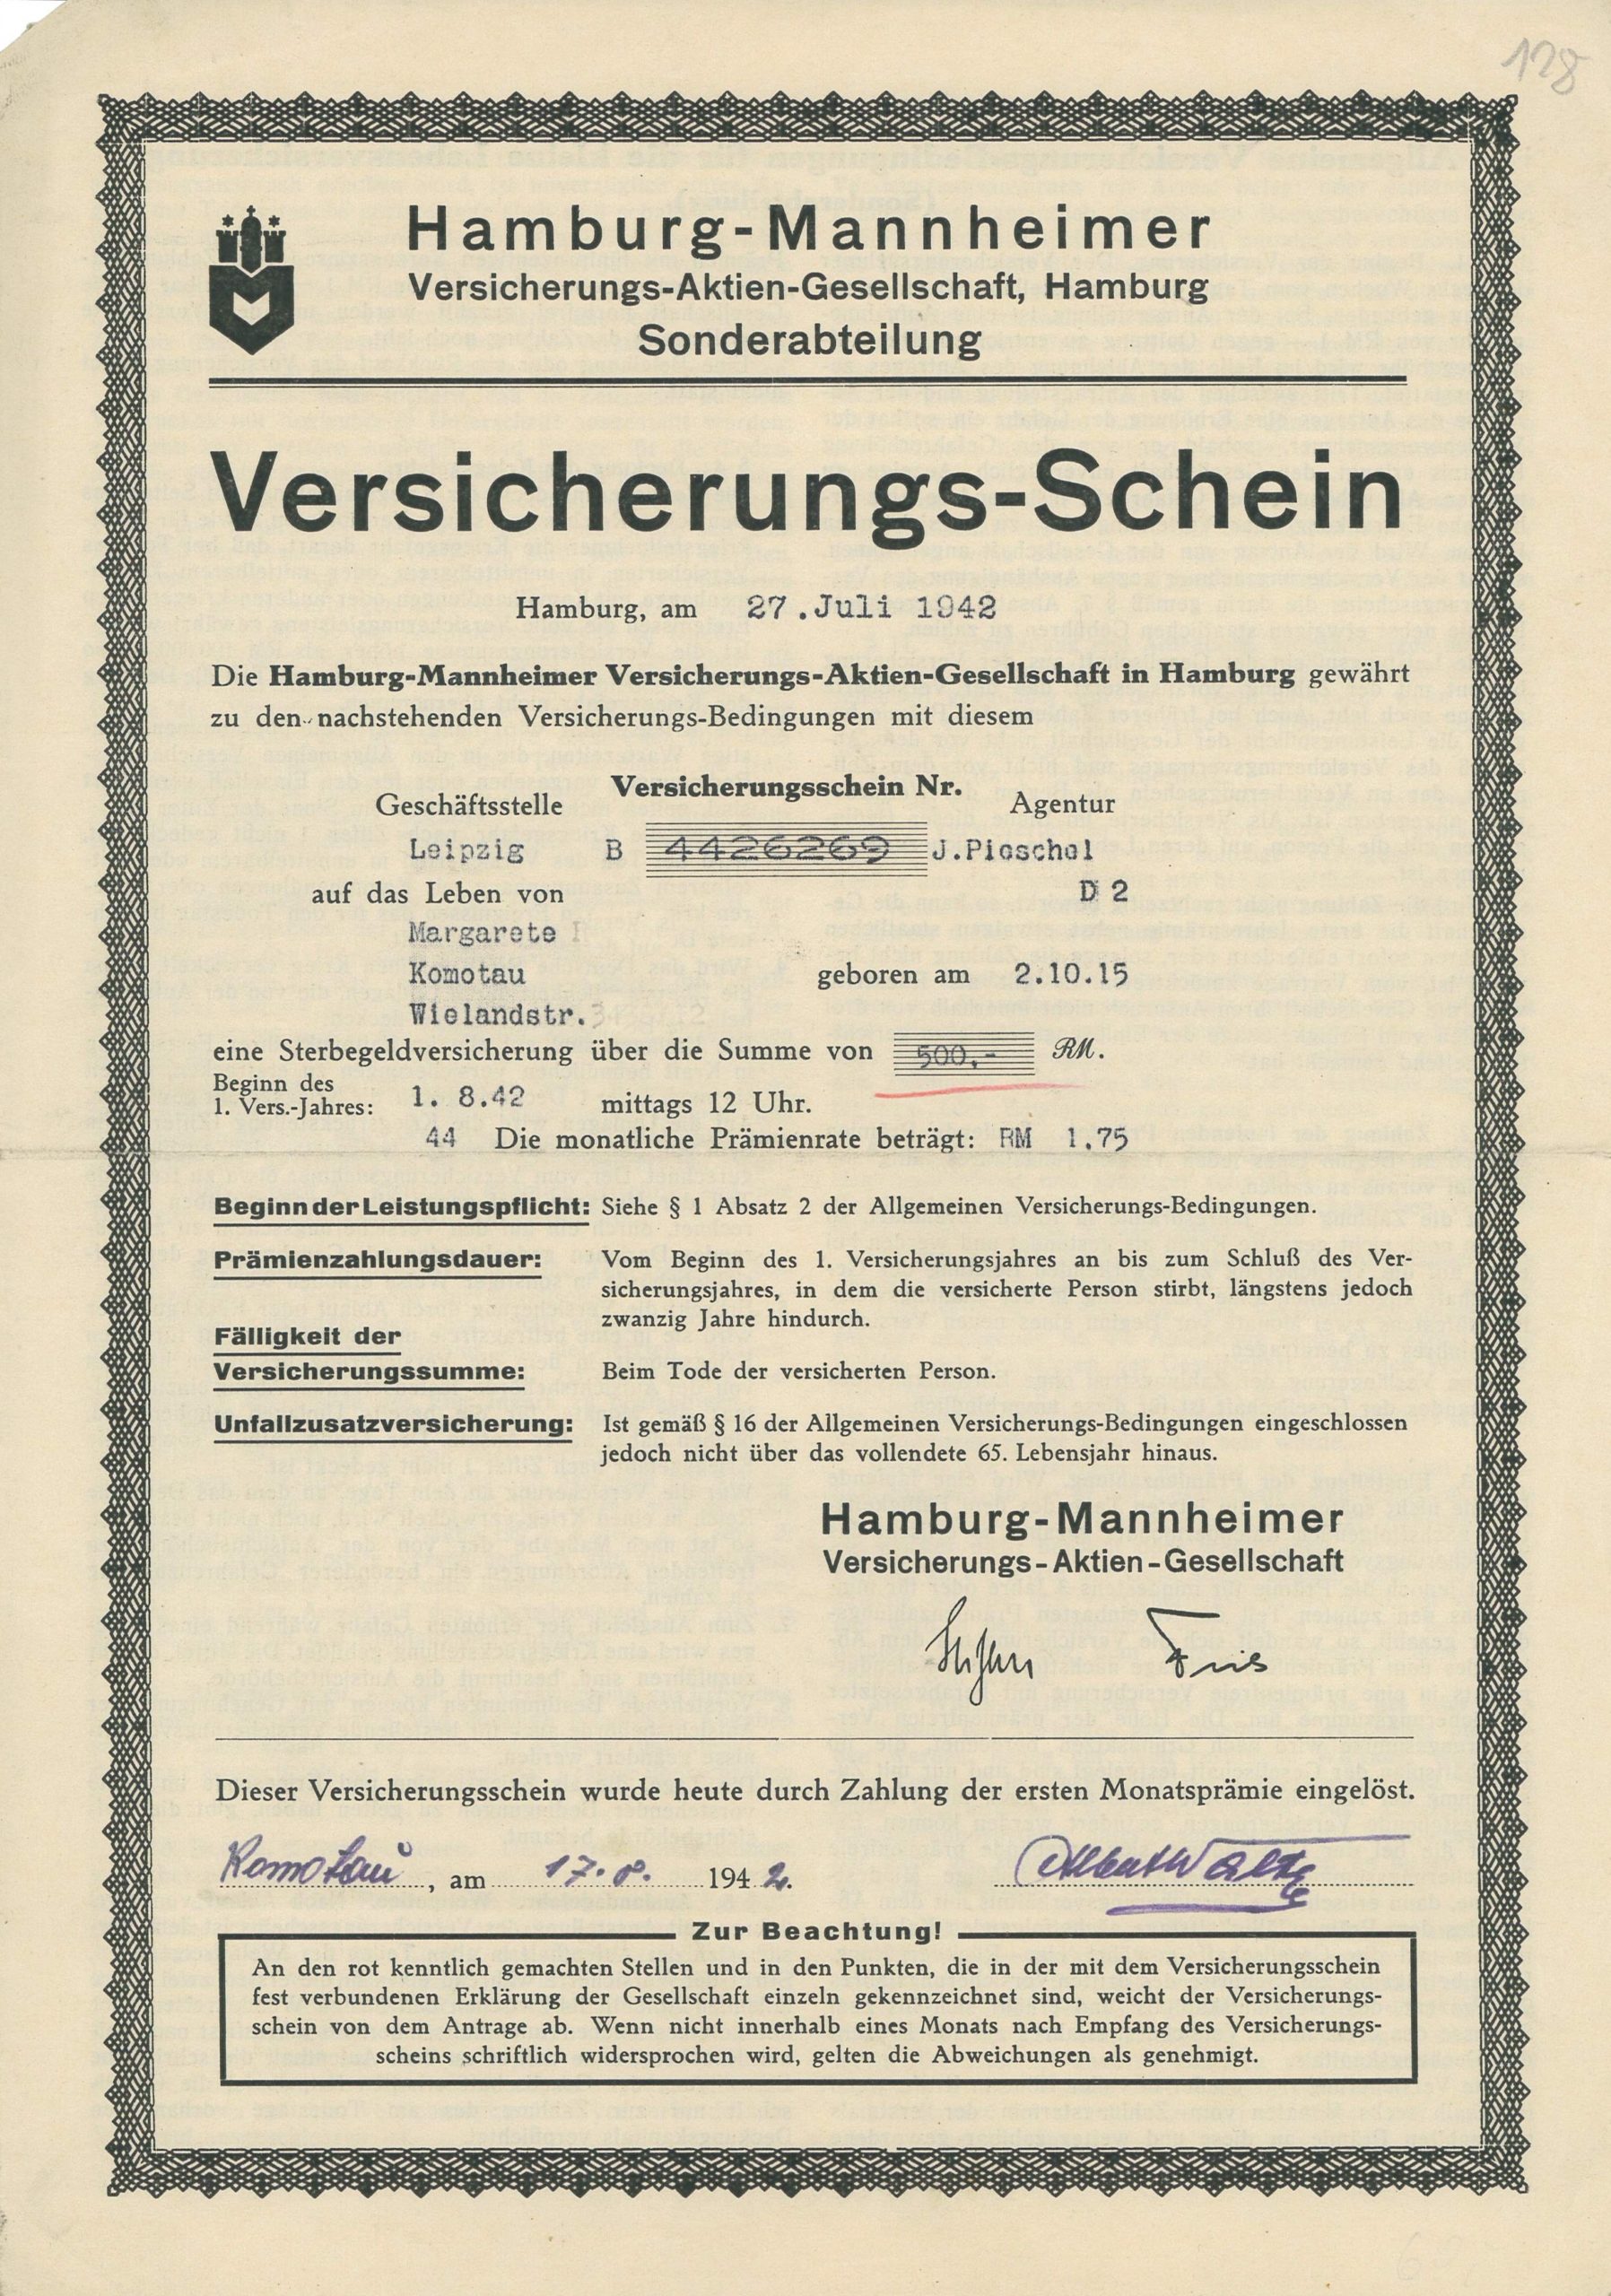 128
Hamburg-Mannheimer
Versicherungs-Aktien-Gesellschaft, Hamburg
Sonderabteilung
Versicherungs-Schein
Hamburg, am 27.Juli 1942
Die Hamburg-Mannheimer Versicherungs-Aktien-Gesellschaft in Hamburg gewährt
zu den nachstehenden Versicherungs-Bedingungen mit diesem
Geschäftsstelle Versicherungsschein Nr. Agentur
Leipzig B 4426269 J.Pieschel
auf das Leben von D 2
Margarete
Komotau geboren am 2.10.15
Wielandstr.
eine Sterbegeldversicherung über die Summe von 500,- RM.
Beginn des
1. Vers.-Jahres: 1. 8.42 mittags 12 Uhr.
44 Die monatliche Prämienrate beträgt: RM 1.75
Beginn der Leistungspflicht: Siehe § 1 Absatz 2 der Allgemeinen Versicherungs-Bedingungen.
Prämienzahlungsdauer: Vom Beginn des 1. Versicherungsjahres an bis zum Schluß des Ver-
sicherungsjahres, in dem die versicherte Person stirbt, längstens jedoch
zwanzig Jahre hindurch.
Fälligkeit der
Versicherungssumme: Beim Tode der versicherten Person.
Unfallzusatzversicherung: Ist gemäß § 16 der Allgemeinen Versicherungs-Bedingungen eingeschlossen
jedoch nicht über das vollendete 65. Lebensjahr hinaus.
Hamburg-Mannheimer
Versicherungs-Aktien-Gesellschaft
Dieser Versicherungsschein wurde heute durch Zahlung der ersten Monatsprämie eingelöst.
Komotau, am 17.8. 1942.
Zur Beachtung!
An den rot kenntlich gemachten Stellen und in den Punkten, die in der mit dem Versicherungsschein
fest verbundenen Erklärung der Gesellschaft einzeln gekennzeichnet sind, weicht der Versicherungs-
schein von dem Antrage ab. Wenn nicht innerhalb eines Monats nach Empfang des Versicherungs-
scheins schriftlich widersprochen wird, gelten die Abweichungen als genehmigt.